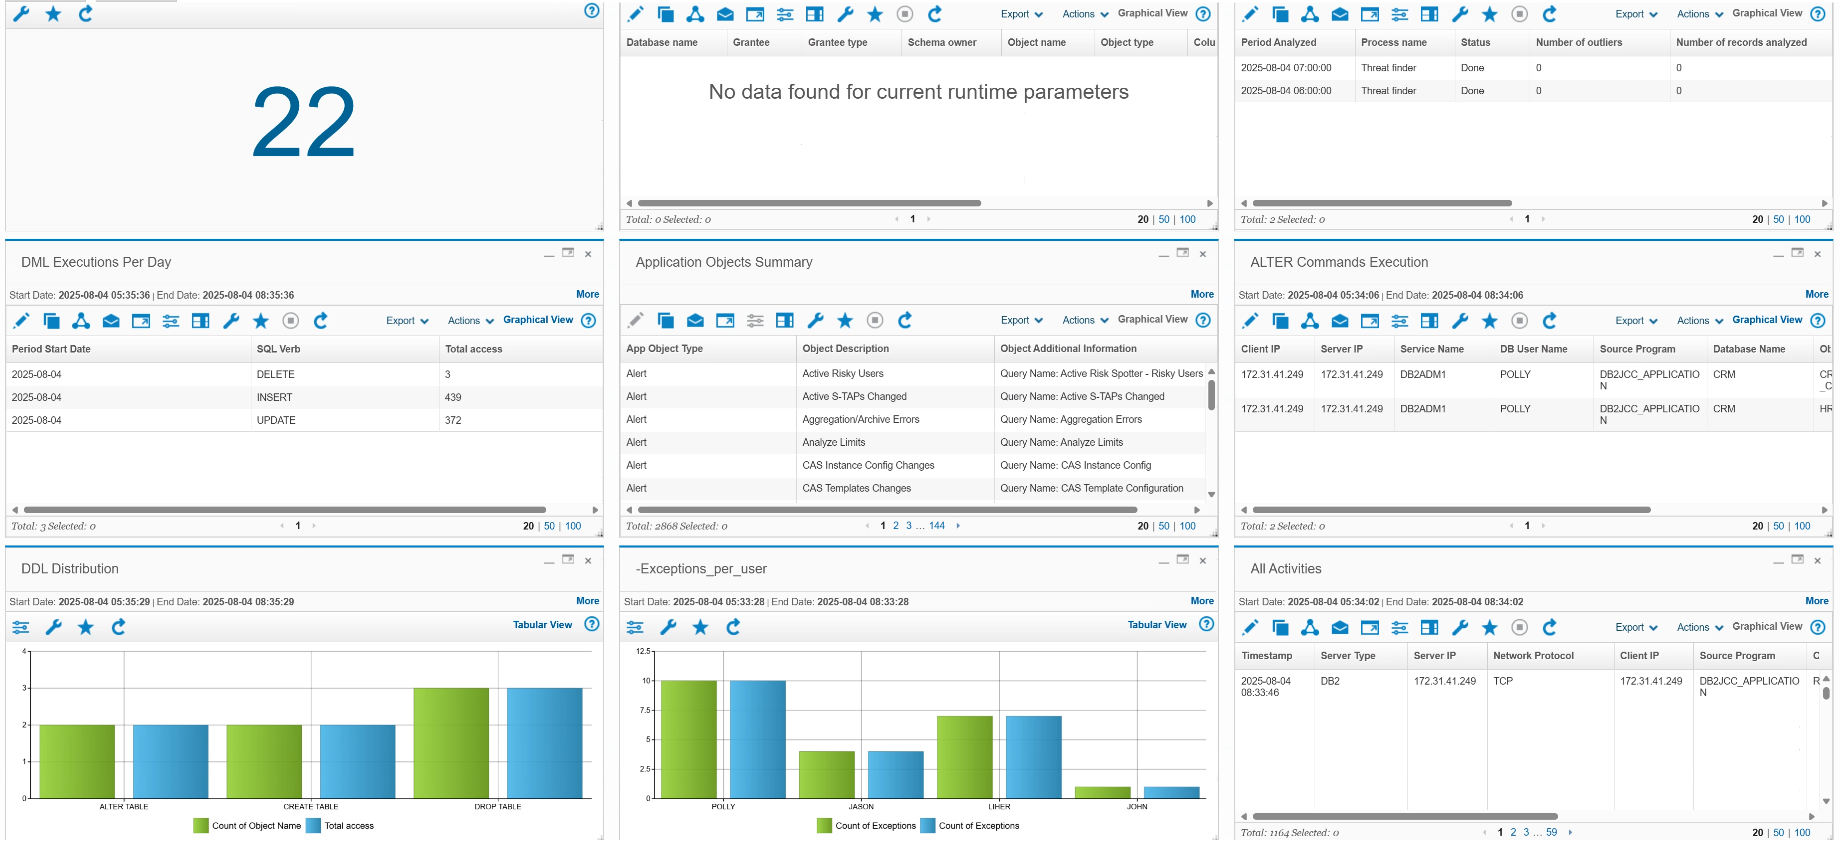 22
Export Actions Graphical View
Database name Grantee Grantee type Schema owner Object name Object type Colu
No data found for current runtime parameters
Total: 0 Selected: 0 1 20 | 50 | 100
Export Actions Graphical View
Period Analyzed Process name Status Number of outliers Number of records analyzed
2025-08-04 07:00:00 Threat finder Done 0 0
2025-08-04 06:00:00 Threat finder Done 0 0
Total: 2 Selected: 0 1 20 | 50 | 100
DML Executions Per Day
Start Date: 2025-08-04 05:35:36 | End Date: 2025-08-04 08:35:36 More
Export Actions Graphical View
Period Start Date SQL Verb Total access
2025-08-04 DELETE 3
2025-08-04 INSERT 439
2025-08-04 UPDATE 372
Total: 3 Selected: 0 1 20 | 50 | 100
Application Objects Summary
More
Export Actions Graphical View
App Object Type Object Description Object Additional Information
Alert Active Risky Users Query Name: Active Risk Spotter - Risky Users
Alert Active S-TAPs Changed Query Name: Active S-TAPs Changed
Alert Aggregation/Archive Errors Query Name: Aggregation Errors
Alert Analyze Limits Query Name: Analyze Limits
Alert CAS Instance Config Changes Query Name: CAS Instance Config
Alert CAS Templates Changes Query Name: CAS Template Configuration
Total: 2868 Selected: 0 1 2 3 ... 144 20 | 50 | 100
ALTER Commands Execution
Start Date: 2025-08-04 05:34:06 | End Date: 2025-08-04 08:34:06 More
Export Actions Graphical View
Client IP Server IP Service Name DB User Name Source Program Database Name Ob
172.31.41.249 172.31.41.249 DB2ADM1 POLLY DB2JCC_APPLICATIO CRM CR
N _C
172.31.41.249 172.31.41.249 DB2ADM1 POLLY DB2JCC_APPLICATIO CRM HR
N
Total: 2 Selected: 0 1 20 | 50 | 100
DDL Distribution
Start Date: 2025-08-04 05:35:29 | End Date: 2025-08-04 08:35:29 More
Tabular View
4
3
2
1
0
ALTER TABLE CREATE TABLE DROP TABLE
Count of Object Name Total access
-Exceptions_per_user
Start Date: 2025-08-04 05:33:28 | End Date: 2025-08-04 08:33:28 More
Tabular View
12.5
10
7.5
5
2.5
0
POLLY JASON LIHER JOHN
Count of Exceptions Count of Exceptions
All Activities
Start Date: 2025-08-04 05:34:02 | End Date: 2025-08-04 08:34:02 More
Export Actions Graphical View
Timestamp Server Type Server IP Network Protocol Client IP Source Program C
2025-08-04 DB2 172.31.41.249 TCP 172.31.41.249 DB2JCC_APPLICATIO R
08:33:46 N
Total: 1164 Selected: 0 1 2 3 ... 59 20 | 50 | 100